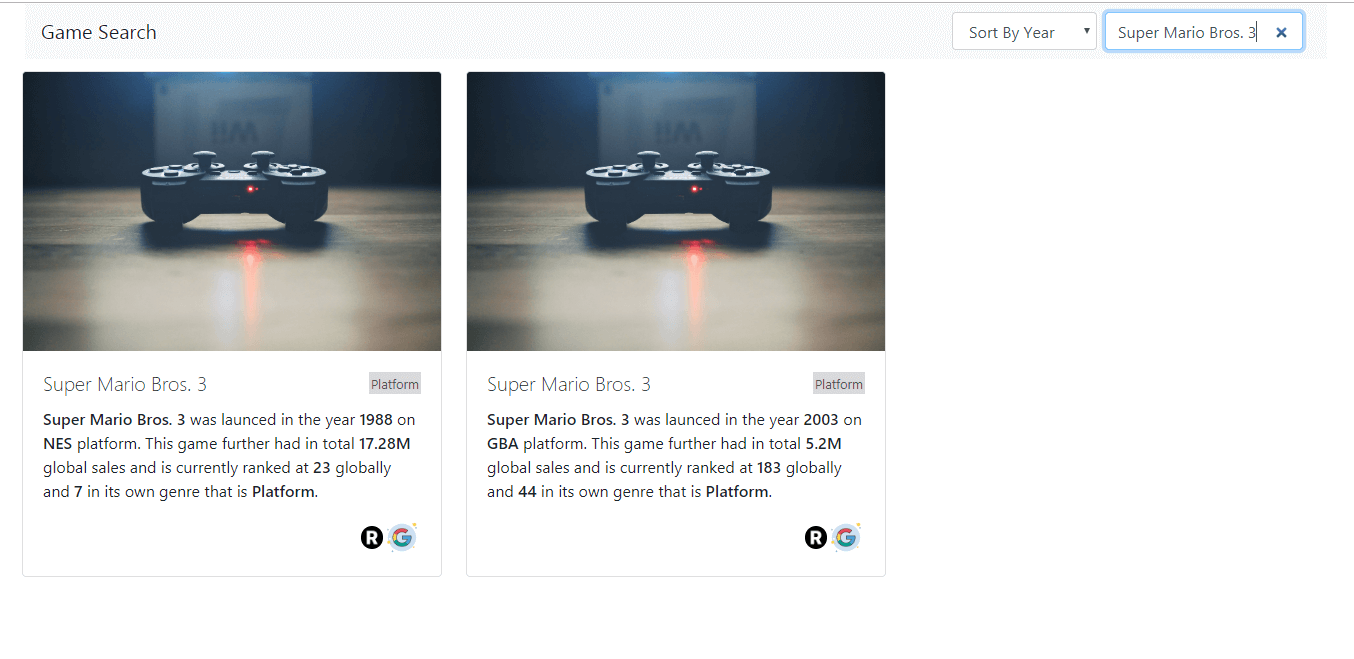 Game Search
Sort By Year
Super Mario Bros. 3
Wii
Wii
Super Mario Bros. 3
Platform
Super Mario Bros. 3 was launced in the year 1988 on
NES platform. This game further had in total 17.28M
global sales and is currently ranked at 23 globally
and 7 in its own genre that is Platform.
R G
Super Mario Bros. 3
Platform
Super Mario Bros. 3 was launced in the year 2003 on
GBA platform. This game further had in total 5.2M
global sales and is currently ranked at 183 globally
and 44 in its own genre that is Platform.
R G